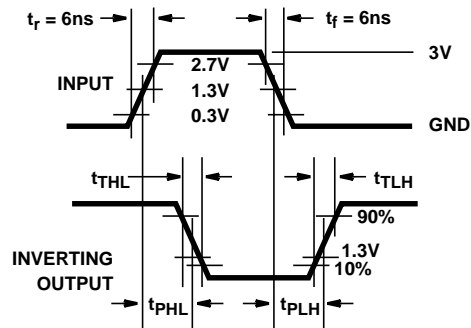 tr = 6ns
tf = 6ns
3V
2.7V
INPUT
1.3V
0.3V
GND
tTHL
tTLH
90%
INVERTING
OUTPUT
1.3V
10%
tPHL
tPLH